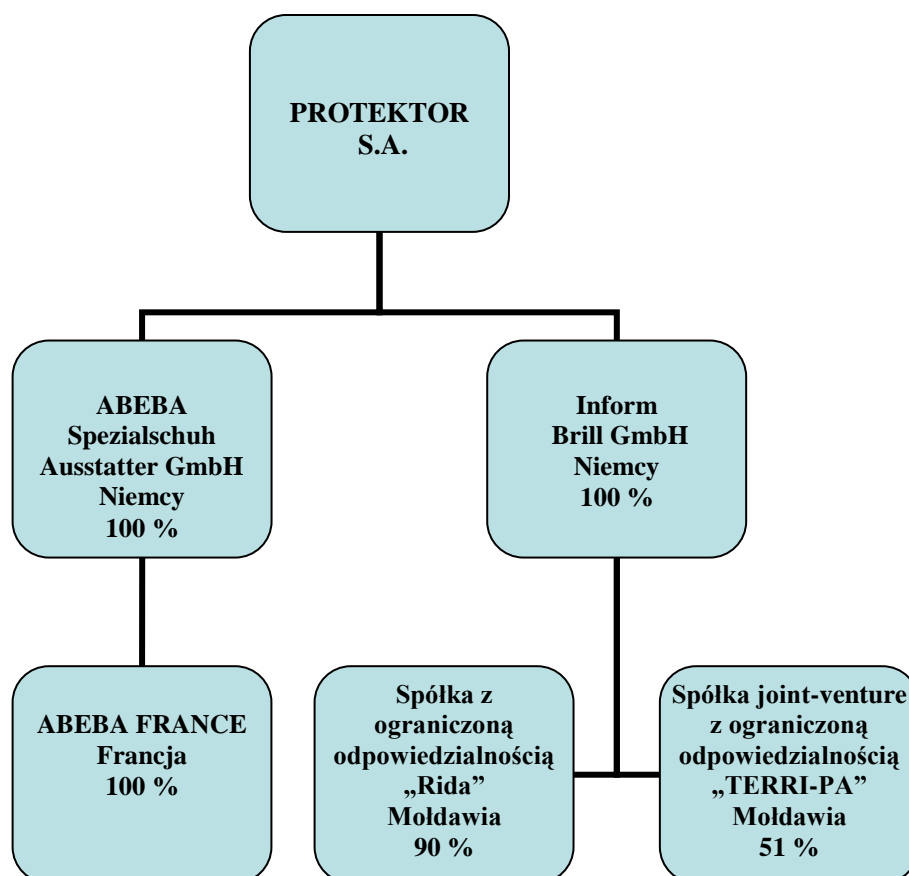 PROTEKTOR
S.A.
ABEBA
Spezialschuh
Ausstatter GmbH
Niemcy
100 %
Inform
Brill GmbH
Niemcy
100 %
ABEBA FRANCE
Francja
100 %
Spółka z
ograniczoną
odpowiedzialnością
„Rida”
Mołdawia
90 %
Spółka joint-venture
z ograniczoną
odpowiedzialnością
„TERRI-PA”
Mołdawia
51 %